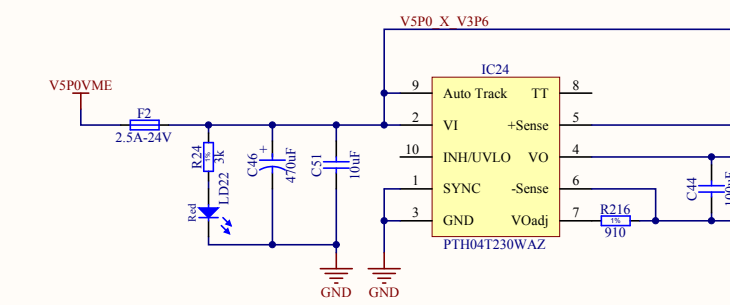 V5P0_X_V3P6
IC24
V5P0VME
9 Auto Track TT 8
F2
2.5A-24V
2 VI +Sense 5
R24 1% 3k
C46 + 470uF
C51 10uF
10 INH/UVLO VO 4
1 SYNC -Sense 6
C44
Red LD22
R216
3 GND VOadj 7
1%
910
PTH04T230WAZ
GND GND